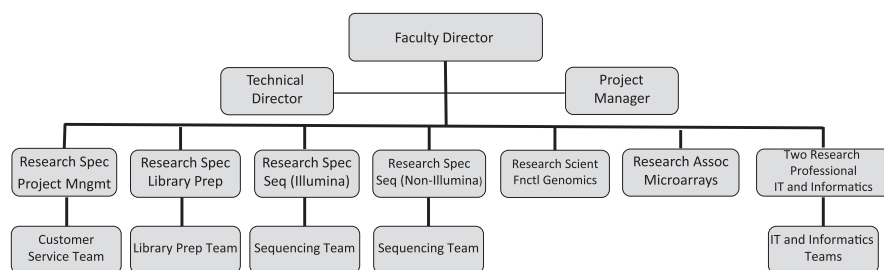 Faculty Director
Technical
Director
Project
Manager
Research Spec
Project Mngmt
Research Spec
Library Prep
Research Spec
Seq (Illumina)
Research Spec
Seq (Non-Illumina)
Research Scient
Fnctl Genomics
Research Assoc
Microarrays
Two Research
Professional
IT and Informatics
Customer
Service Team
Library Prep Team
Sequencing Team
Sequencing Team
IT and Informatics
Teams